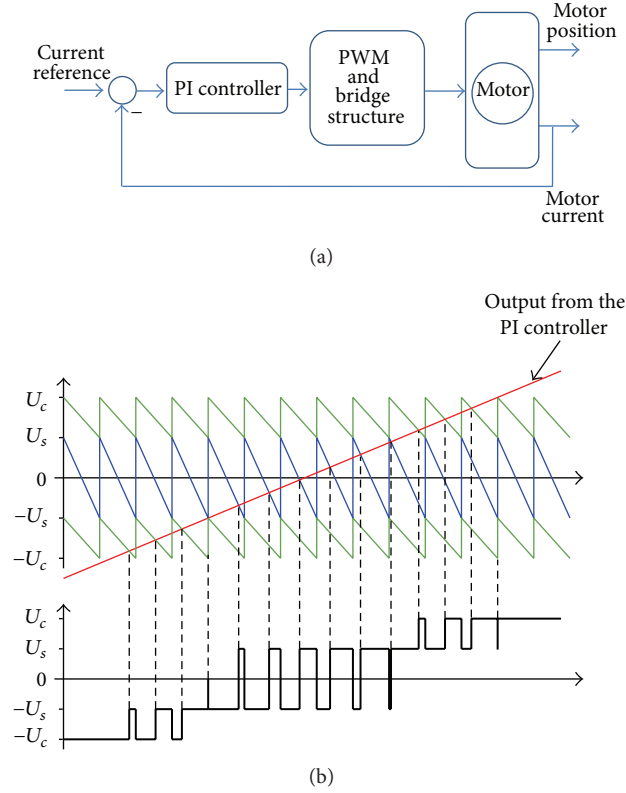 Current
reference
−
PI controller
PWM
and
bridge
structure
Motor
Motor
position
Motor
current
(a)
Output from the
PI controller
U_c
U_s
0
−U_s
−U_c
U_c
U_s
0
−U_s
−U_c
(b)